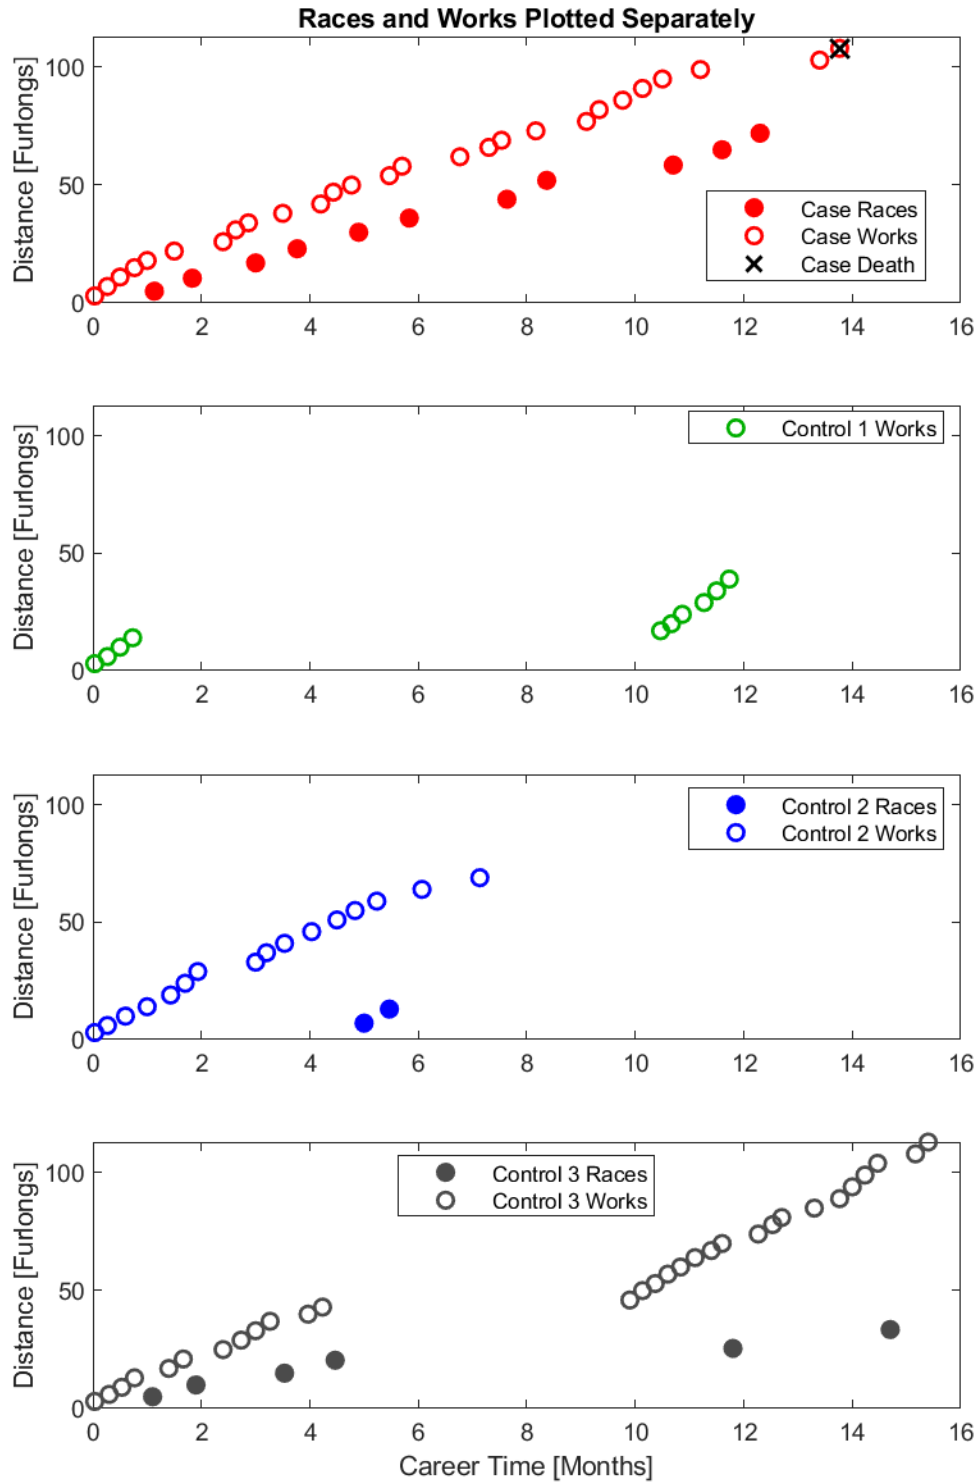 Races and Works Plotted Separately
Distance [Furlongs]
100
50
0
Case Races
Case Works
Case Death
0 2 4 6 8 10 12 14 16
Distance [Furlongs]
100
50
0
Control 1 Works
0 2 4 6 8 10 12 14 16
Distance [Furlongs]
100
50
0
Control 2 Races
Control 2 Works
0 2 4 6 8 10 12 14 16
Distance [Furlongs]
100
50
0
Control 3 Races
Control 3 Works
0 2 4 6 8 10 12 14 16
Career Time [Months]